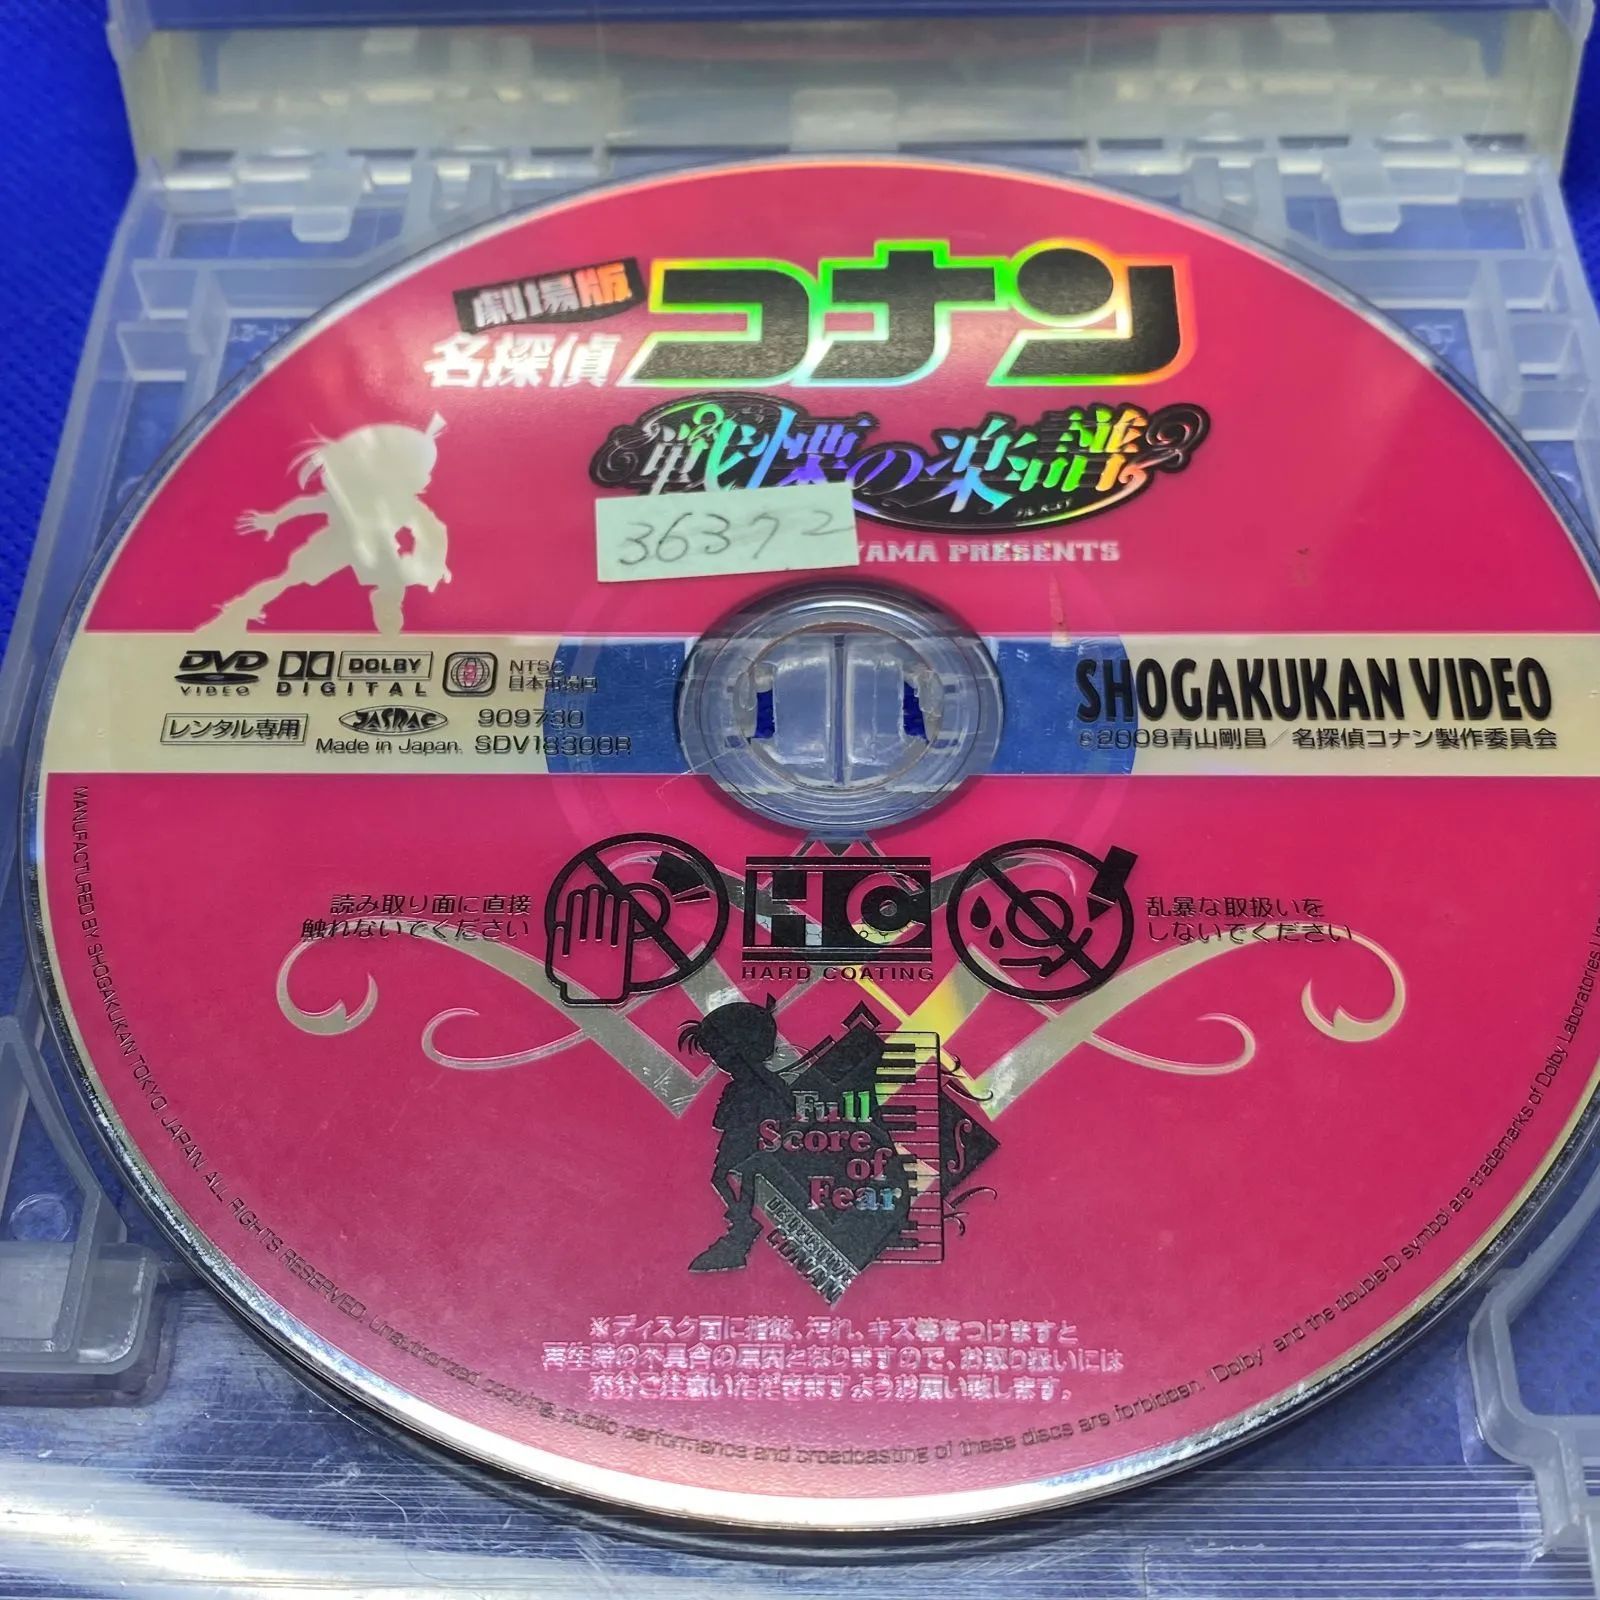 劇場版
名探偵
コナン
戦慄の楽譜
36372
YAMA PRESENTS
DVD
VIDEO
DOLBY
DIGITAL
2
NTSC
日本市場向
レンタル専用
JASRAC
909730
Made in Japan.
SDV18300R
SHOGAKUKAN VIDEO
©2008青山剛昌／名探偵コナン製作委員会
読み取り面に直接
触れないでください
HC
HARD COATING
乱暴な取扱いを
しないでください
Full
Score
of
Fear
DETECTIVE
CONAN
※ディスク面に指紋、汚れ、キズ等をつけますと
再生時の不具合の原因となりますので、お取り扱いには
充分ご注意いただきますようお願い致します。
MANUFACTURED BY SHOGAKUKAN TOKYO, JAPAN. ALL RIGHTS RESERVED. Unauthorized copying, public performance and broadcasting of these discs are forbidden. "Dolby" and the double-D symbol are trademarks of Dolby Laboratories